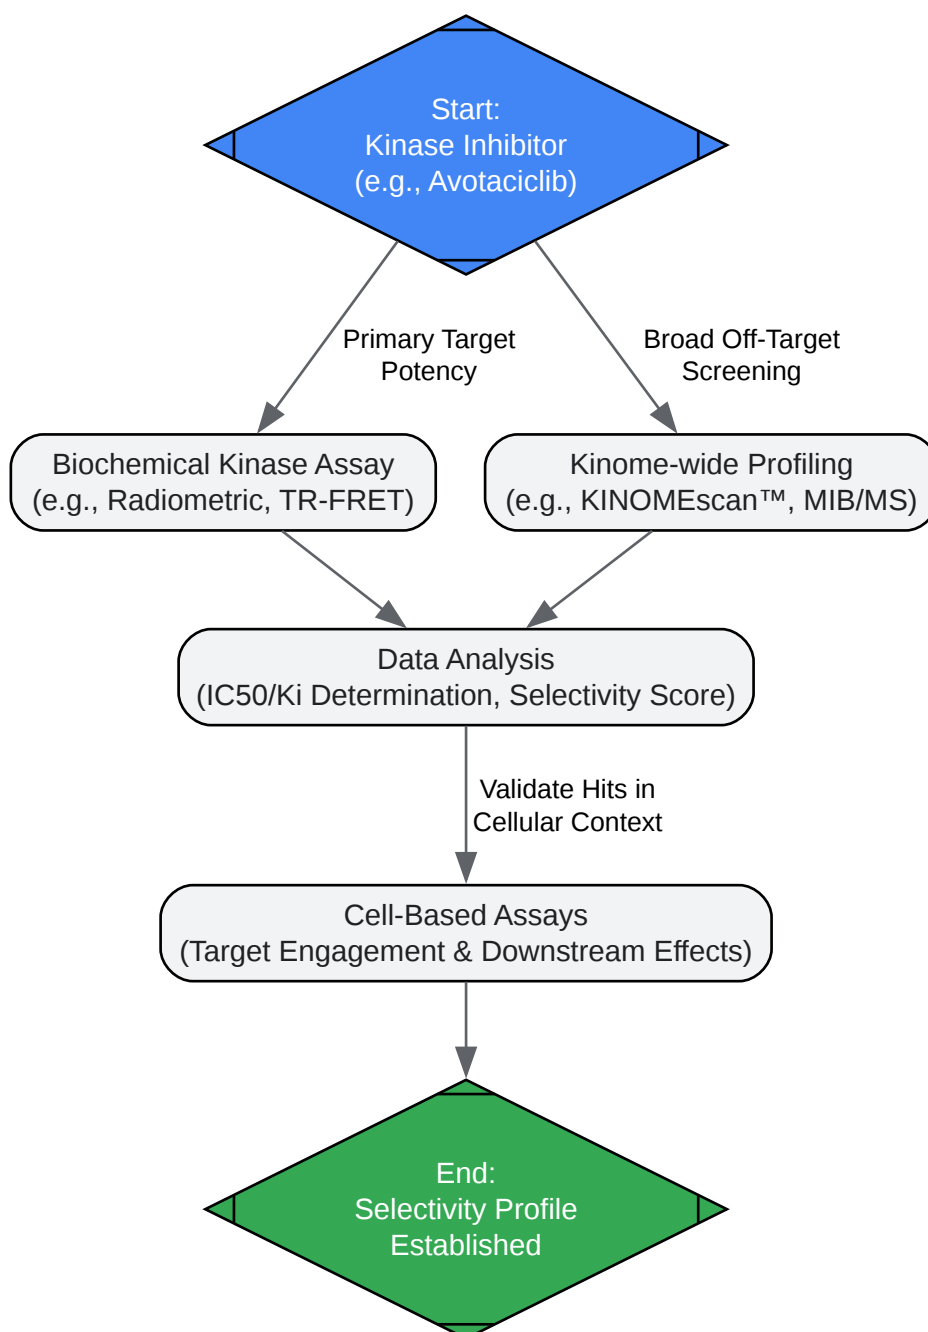 Start:
Kinase Inhibitor
(e.g., Avotaciclib)
Primary Target
Potency
Broad Off-Target
Screening
Biochemical Kinase Assay
(e.g., Radiometric, TR-FRET)
Kinome-wide Profiling
(e.g., KINOMEscan™, MIB/MS)
Data Analysis
(IC50/Ki Determination, Selectivity Score)
Validate Hits in
Cellular Context
Cell-Based Assays
(Target Engagement & Downstream Effects)
End:
Selectivity Profile
Established